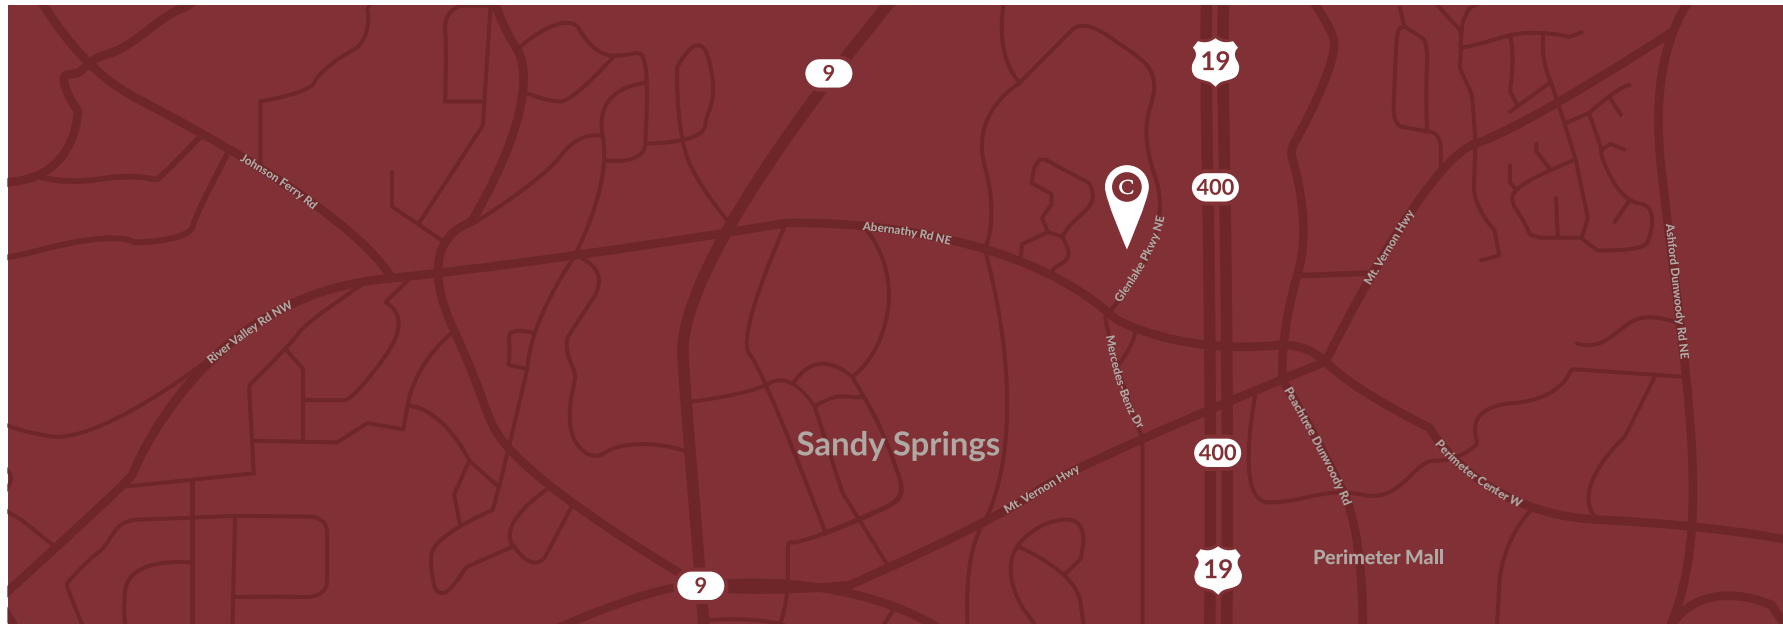 19
9
Johnson Ferry Rd
400
C
Abernathy Rd NE
Glenlake Pkwy NE
Mt. Vernon Hwy
Ashford Dunwoody Rd NE
River Valley Rd NW
Mercedes-Benz Dr
Sandy Springs
400
Peachtree Dunwoody Rd
Perimeter Center W
Mt. Vernon Hwy
Perimeter Mall
19
9